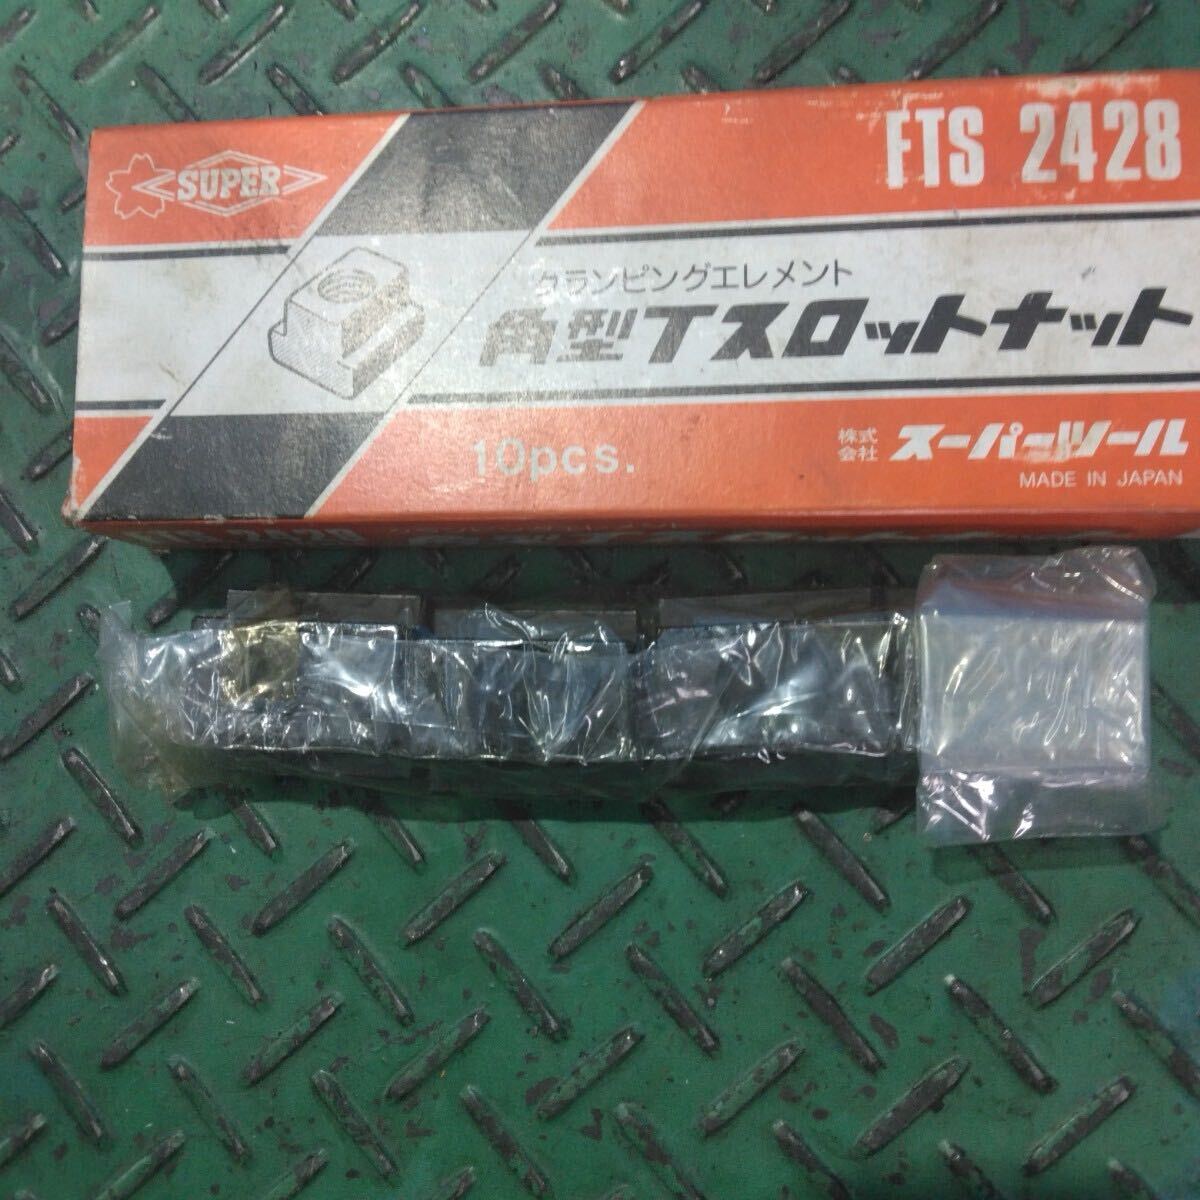 SUPER
FTS 2428
クランピングエレメント
角型Tスロットナット
10pcs.
株式会社 スーパーツール
MADE IN JAPAN